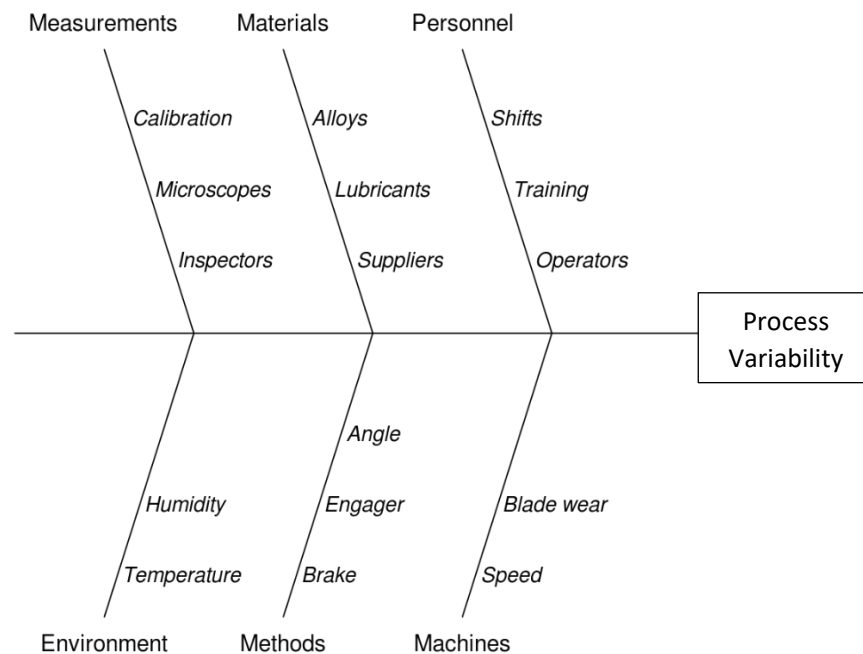 Measurements
Materials
Personnel
Calibration
Alloys
Shifts
Microscopes
Lubricants
Training
Inspectors
Suppliers
Operators
Process
Variability
Angle
Humidity
Engager
Blade wear
Temperature
Brake
Speed
Environment
Methods
Machines